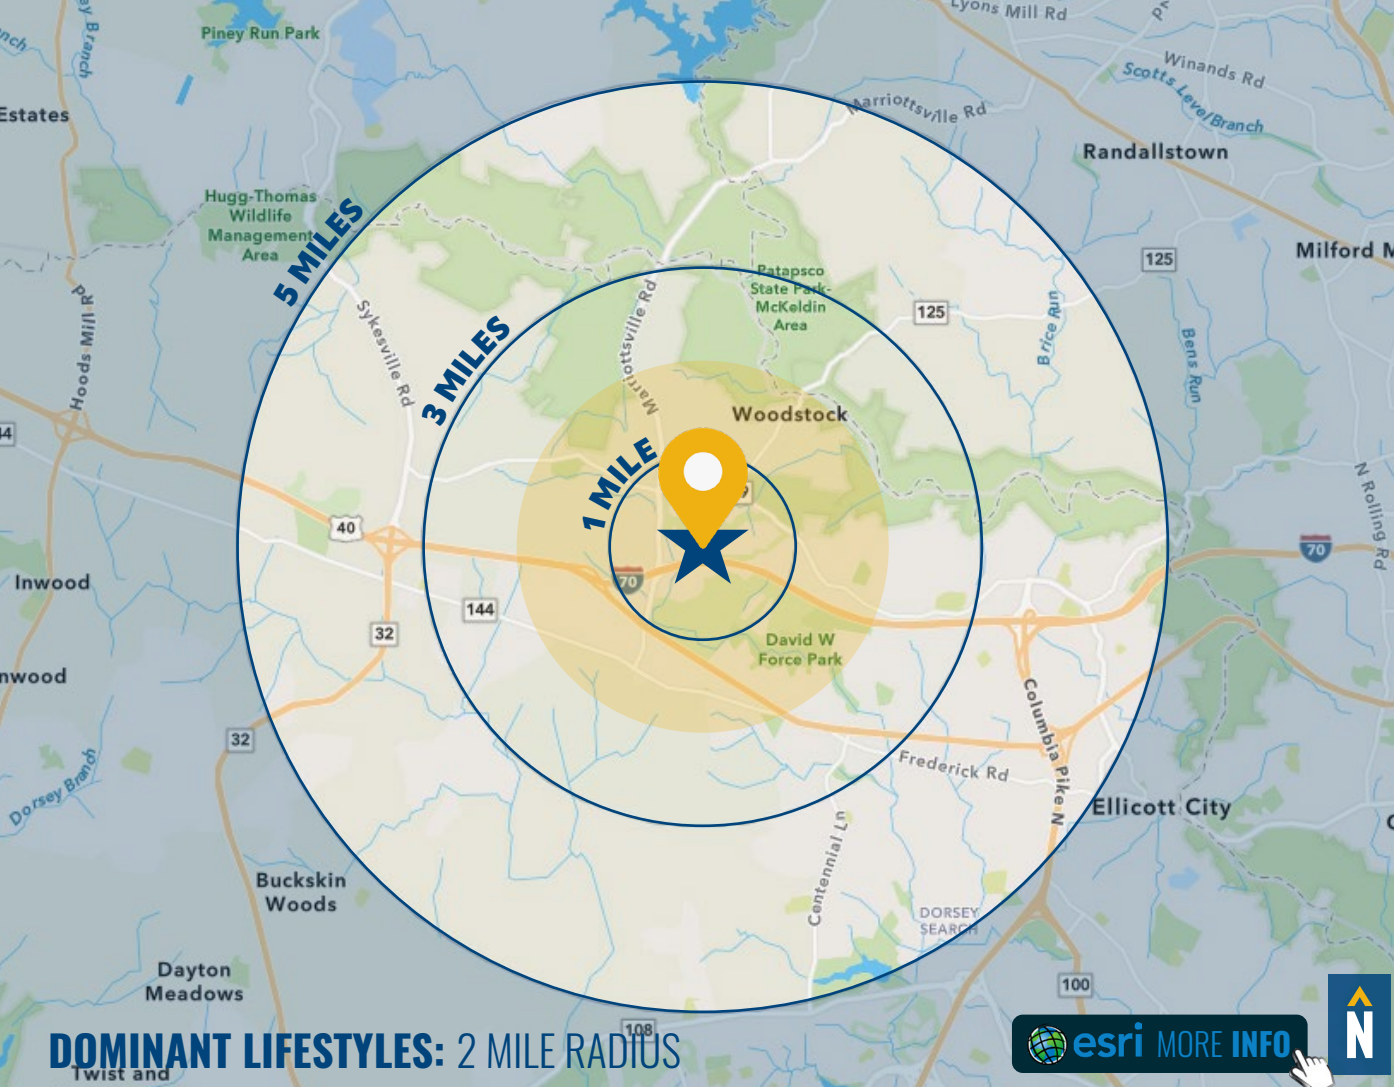 Piney Run Park
Lyons Mill Rd
Winands Rd
Scotts Level Branch
Branch
Estates
Marriottsville Rd
Randallstown
Hugg-Thomas
Wildlife
Management
Area
5 MILES
125
Milford M
Patapsco
State Park-
McKeldin
Area
Hoods Mill Rd
Sykesville Rd
Marriottsville Rd
3 MILES
125
Brice Run
Bens Run
Woodstock
44
1 MILE
N Rolling Rd
40
70
70
Inwood
144
32
David W
Force Park
nwood
Columbia Pike N
32
Frederick Rd
Dorsey Branch
Ellicott City
Centennial Ln
Buckskin
Woods
DORSEY
SEARCH
Dayton
Meadows
100
108
DOMINANT LIFESTYLES: 2 MILE RADIUS
Twist and
esri MORE INFO
N